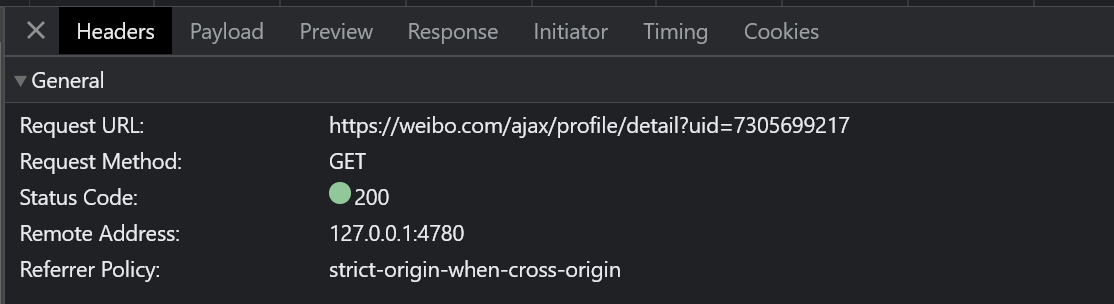 Headers Payload Preview Response Initiator Timing Cookies
General
Request URL: https://weibo.com/ajax/profile/detail?uid=7305699217
Request Method: GET
Status Code: 200
Remote Address: 127.0.0.1:4780
Referrer Policy: strict-origin-when-cross-origin